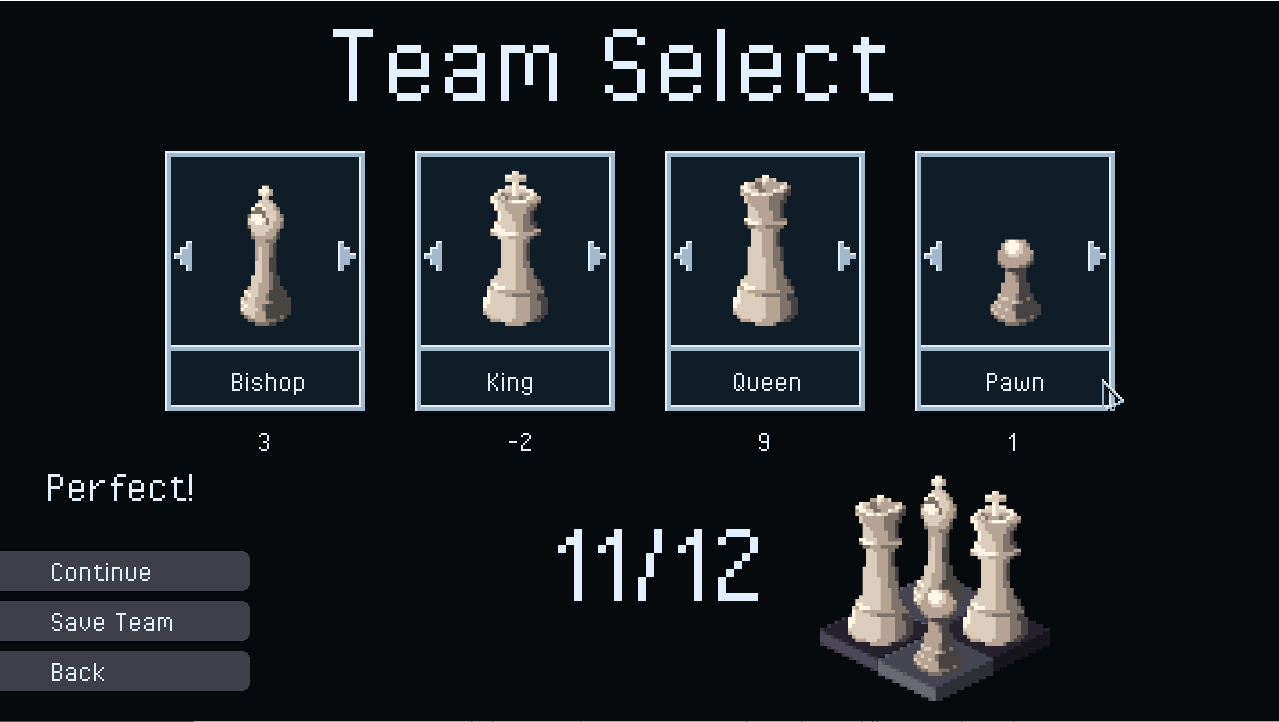 Team Select
Bishop King Queen Pawn
3 -2 9 1
Perfect!
11/12
Continue
Save Team
Back